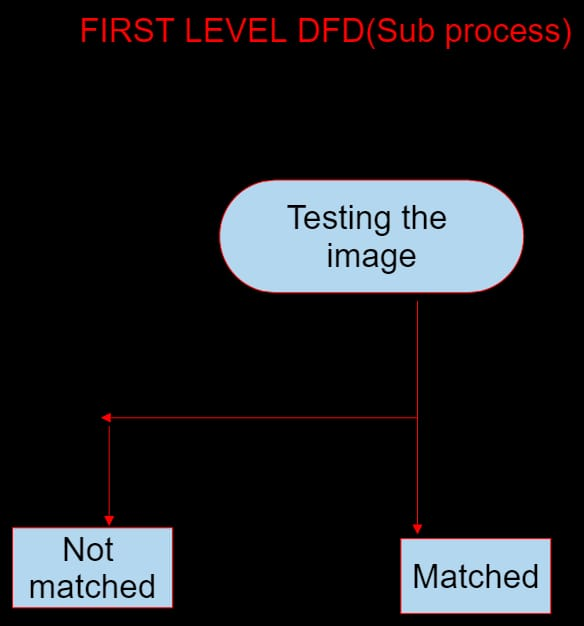 FIRST LEVEL DFD(Sub process)
Testing the
image
Not
matched
Matched